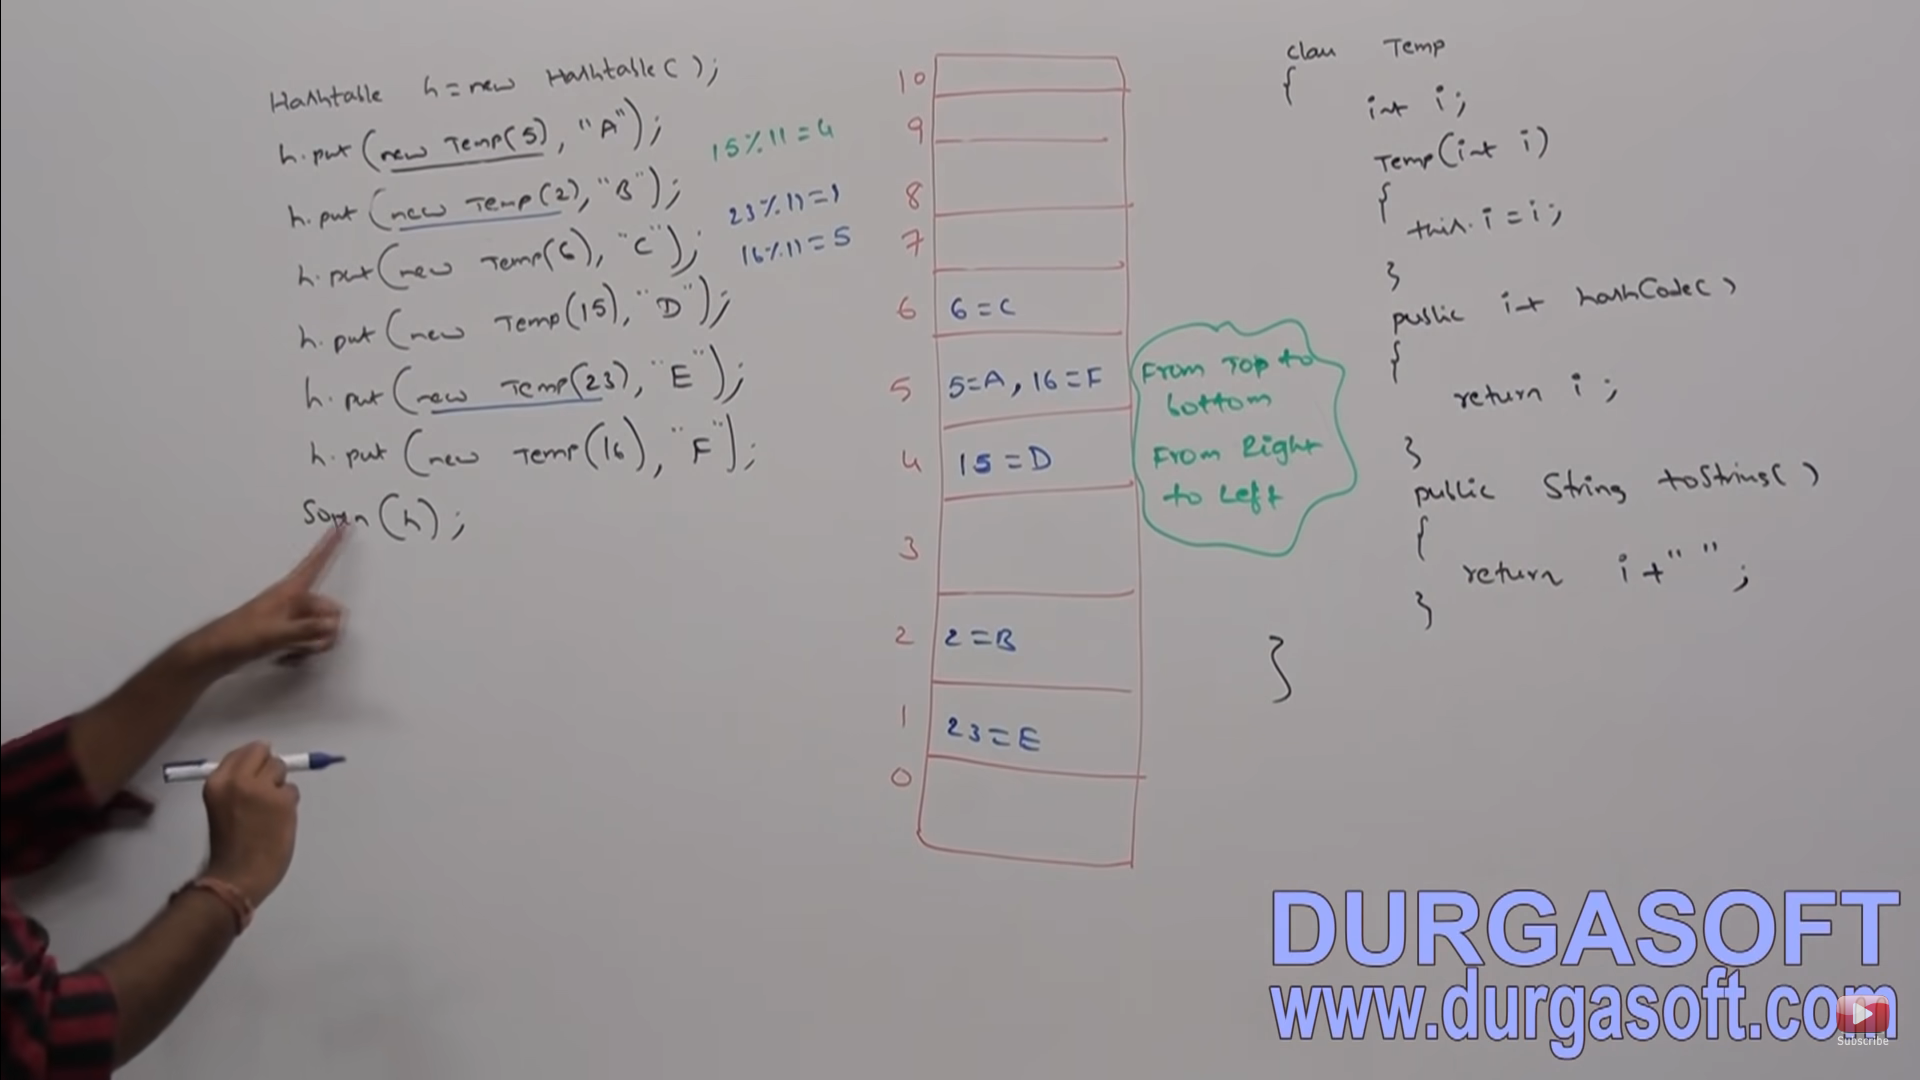 Hashtable h = new Hashtable();
h.put(new Temp(5), "A");
h.put(new Temp(2), "B");
h.put(new Temp(6), "C");
h.put(new Temp(15), "D");
h.put(new Temp(23), "E");
h.put(new Temp(16), "F");
Sopln(h);
15%11=4
23%11=1
16%11=5
10
9
8
7
6 6=C
5 5=A, 16=F
4 15=D
3
2 2=B
1 23=E
0
From Top to
bottom
From Right
to Left
class Temp
{
int i;
Temp(int i)
{
this.i=i;
}
public int hashCode()
{
return i;
}
public String toString()
{
return i+" ";
}
}
DURGASOFT
www.durgasoft.com
Subscribe